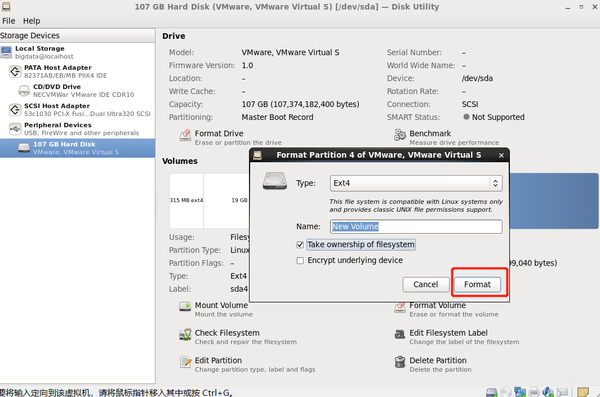 107 GB Hard Disk (VMware, VMware Virtual S) [/dev/sda] — Disk Utility
File Help
Storage Devices
Local Storage
bigdata@localhost
PATA Host Adapter
82371AB/EB/MB PIIX4 IDE
CD/DVD Drive
NECVMWar VMware IDE CDR10
SCSI Host Adapter
53c1030 PCI-X Fusi...Dual Ultra320 SCSI
Peripheral Devices
USB, FireWire and other peripherals
107 GB Hard Disk
VMware, VMware Virtual S
Drive
Model: VMware, VMware Virtual S
Serial Number: –
Firmware Version: 1.0
World Wide Name: –
Location: –
Device: /dev/sda
Write Cache: –
Rotation Rate: –
Capacity: 107 GB (107,374,182,400 bytes)
Connection: SCSI
Partitioning: Master Boot Record
SMART Status: Not Supported
Format Drive
Erase or partition the drive
Benchmark
Measure drive performance
Volumes
315 MB ext4
19 GB
Usage: Filesy
Partition Type: Linux
Partition Flags: –
09,040 bytes)
Type: Ext4
Label: sda4
Format Partition 4 of VMware, VMware Virtual S
Type: Ext4
This file system is compatible with Linux systems only
and provides classic UNIX file permissions support.
Name: New Volume
Take ownership of filesystem
Encrypt underlying device
Cancel Format
Mount Volume
Mount the volume
Format Volume
Erase or format the volume
Check Filesystem
Check and repair the filesystem
Edit Filesystem Label
Change the label of the filesystem
Edit Partition
Change partition type, label and flags
Delete Partition
Delete the partition
要将输入定向到该虚拟机，请将鼠标指针移入其中或按 Ctrl+G。